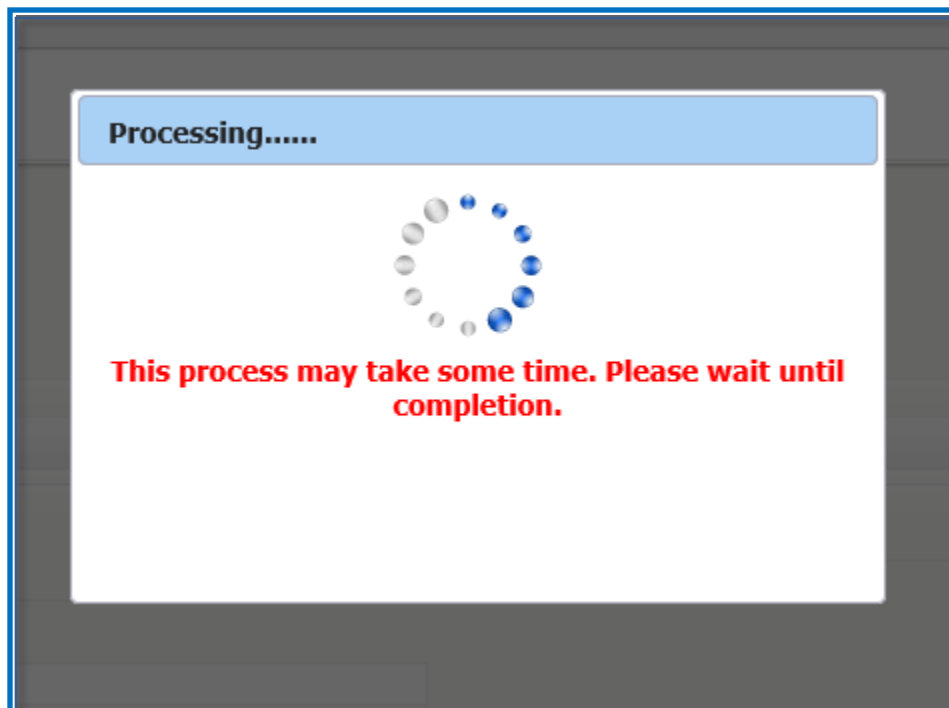 Processing......
This process may take some time. Please wait until
completion.